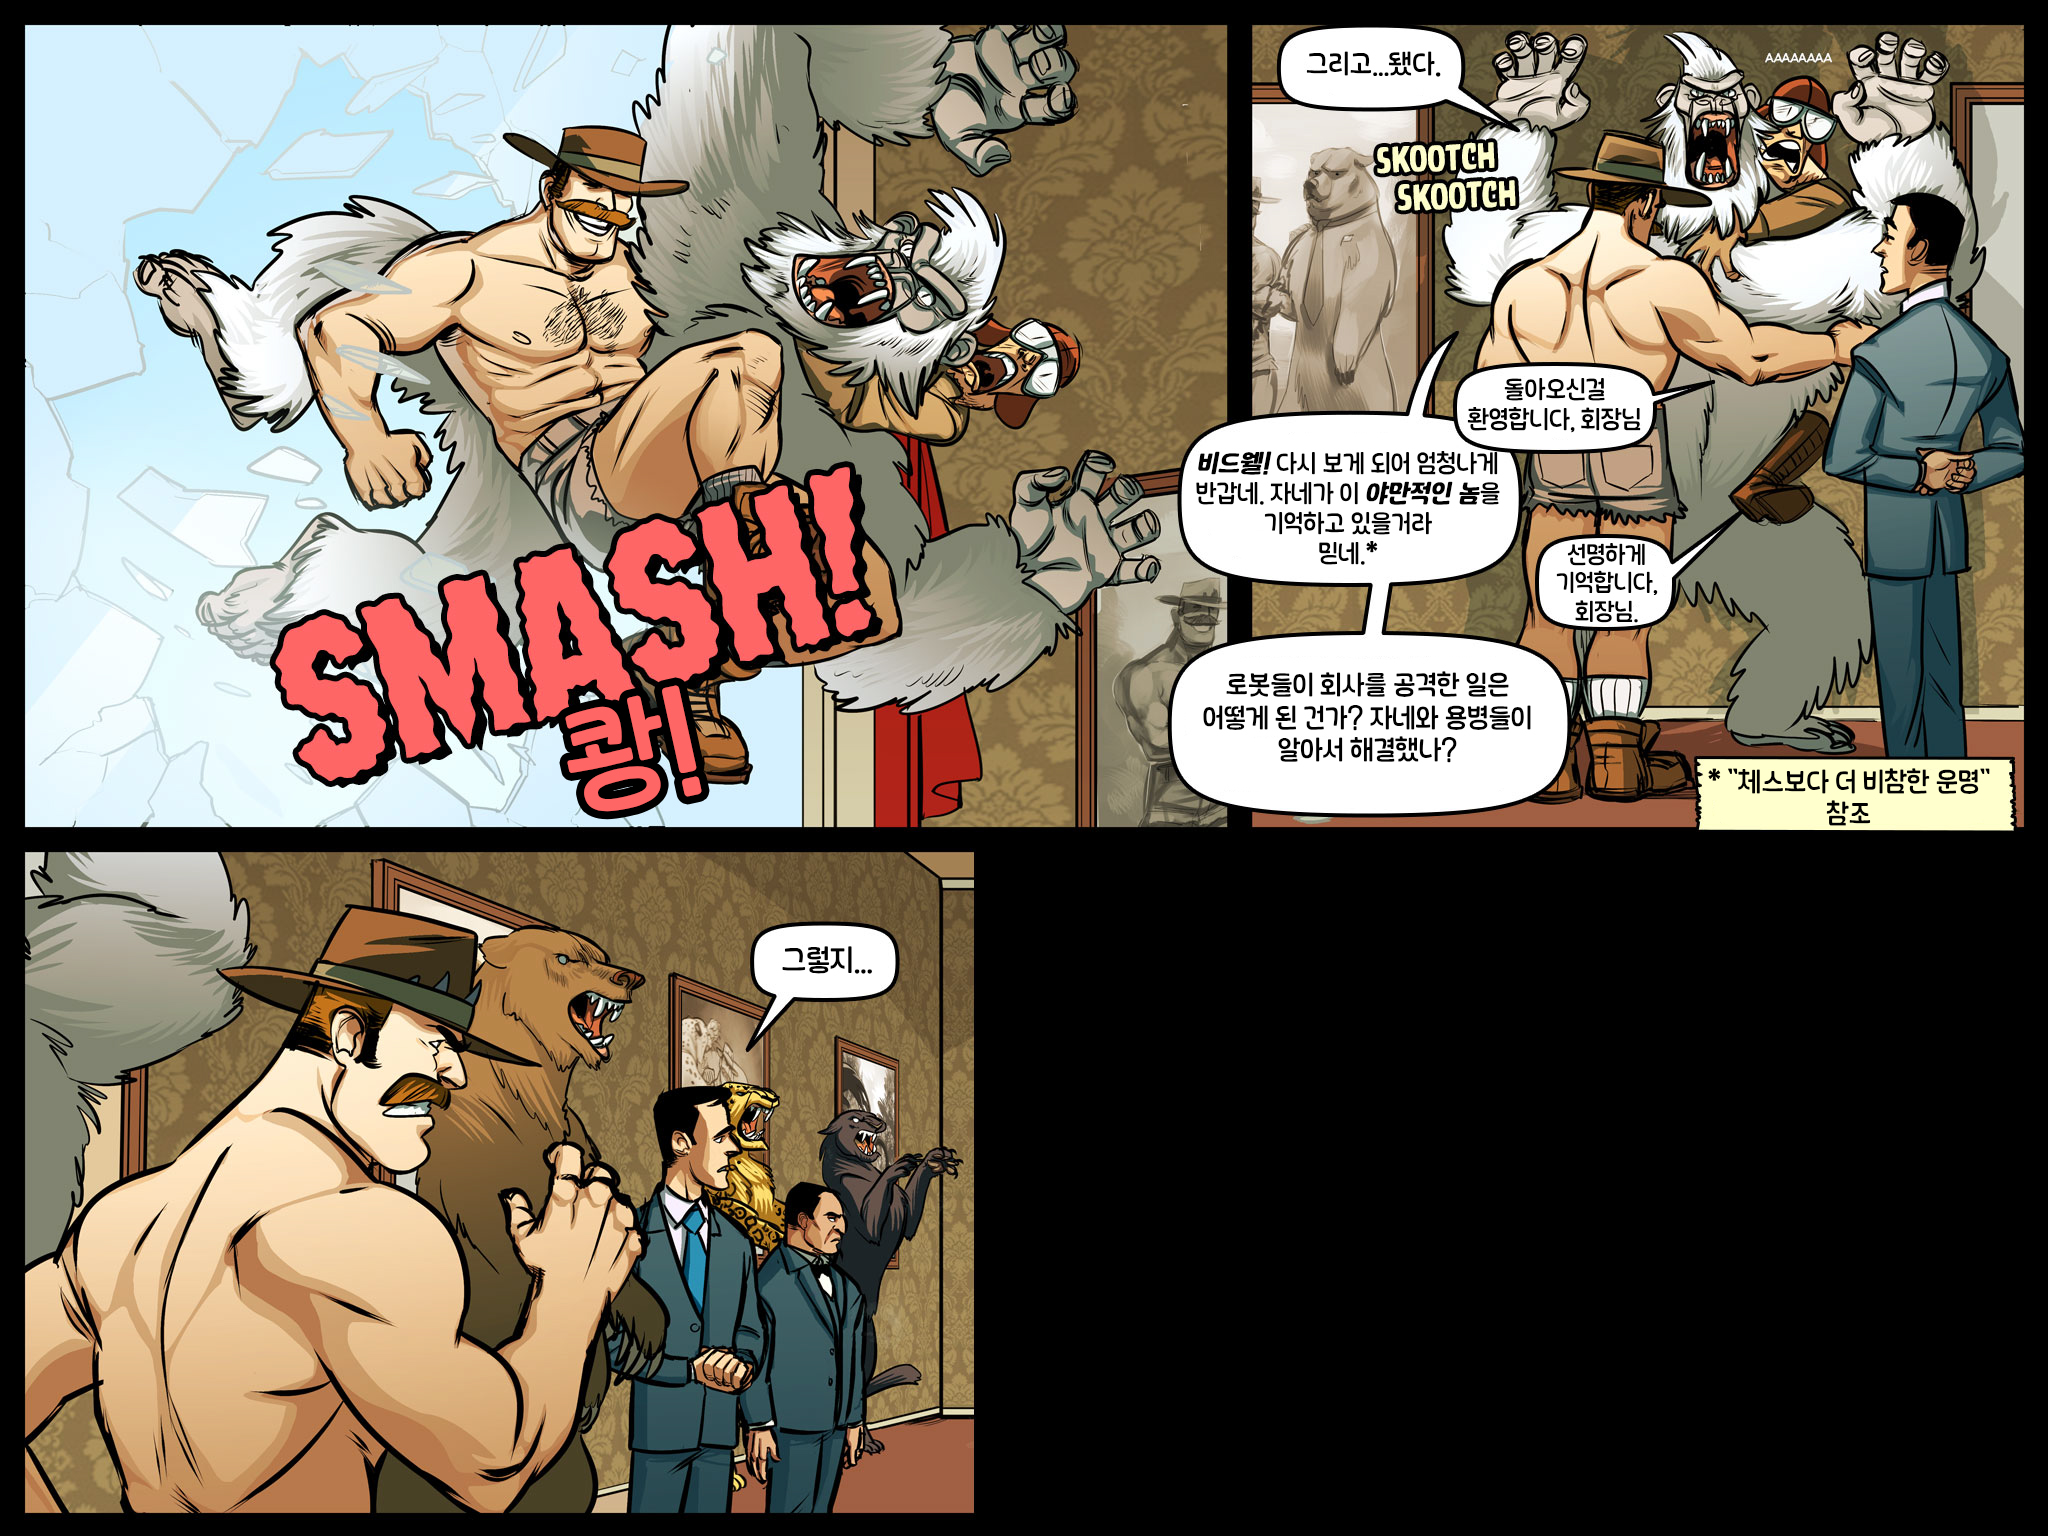 SMASH!
쾅!
그리고...됐다.
AAAAAAAA
SKOOTCH
SKOOTCH
돌아오신걸
환영합니다, 회장님
비드웰! 다시 보게 되어 엄청나게
반갑네. 자네가 이 야만적인 놈을
기억하고 있을거라
믿네.*
선명하게
기억합니다,
회장님.
로봇들이 회사를 공격한 일은
어떻게 된 건가? 자네와 용병들이
알아서 해결했나?
* "체스보다 더 비참한 운명"
참조
그렇지...